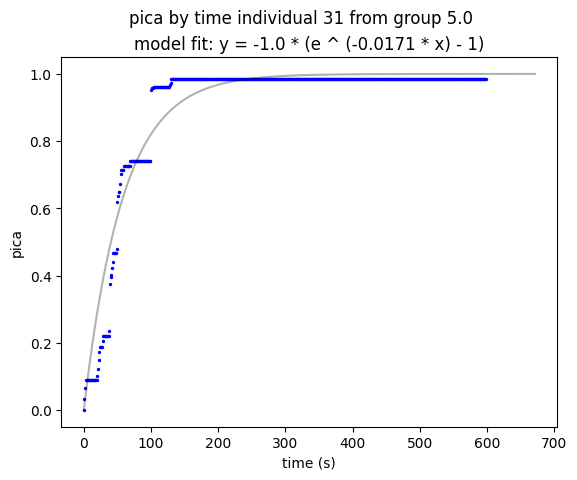 pica by time individual 31 from group 5.0
model fit: y = -1.0 * (e ^ (-0.0171 * x) - 1)
1.0
0.8
0.6
0.4
0.2
0.0
pica
0 100 200 300 400 500 600 700
time (s)